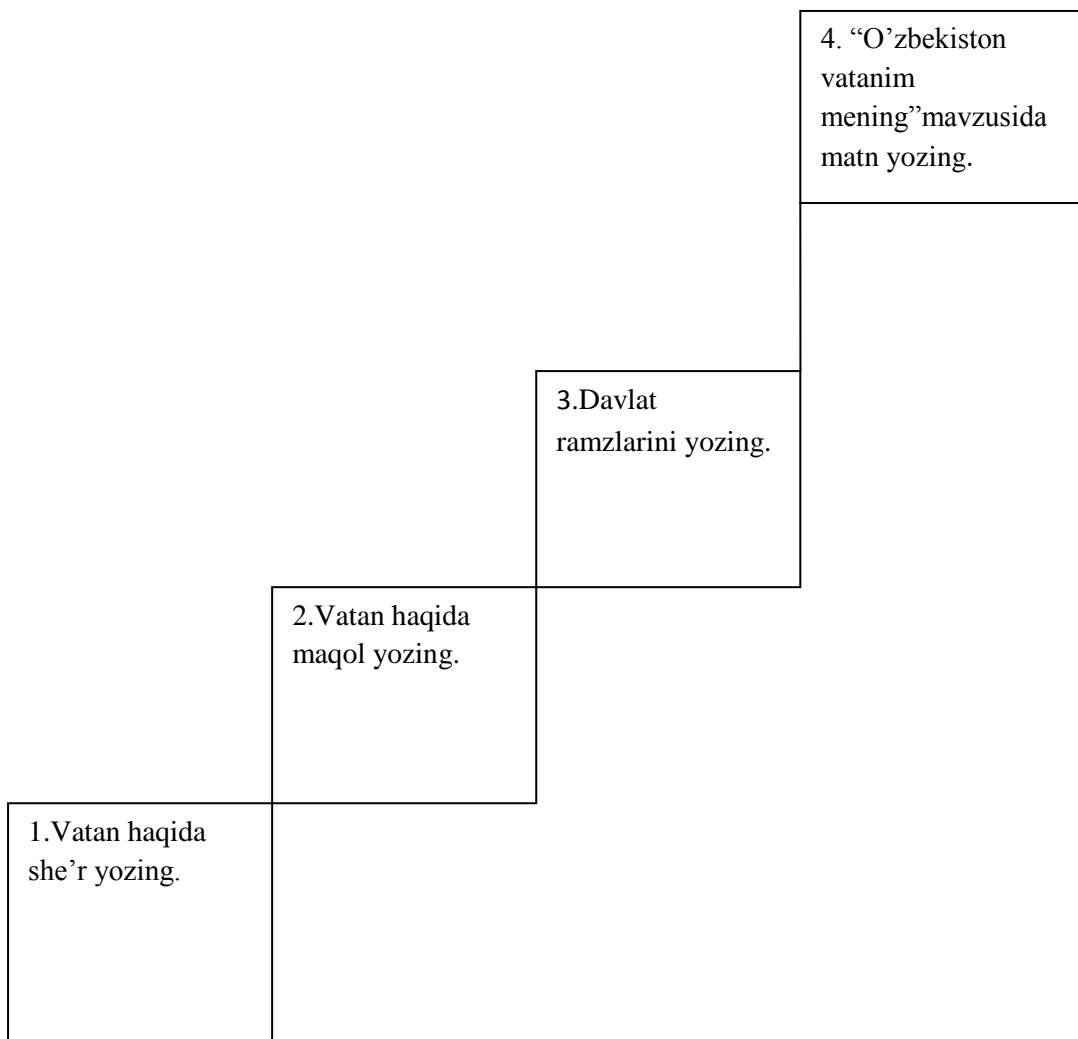 4. “O’zbekiston
vatanim
mening”mavzusida
matn yozing.
3.Davlat
ramzlarini yozing.
2.Vatan haqida
maqol yozing.
1.Vatan haqida
she’r yozing.